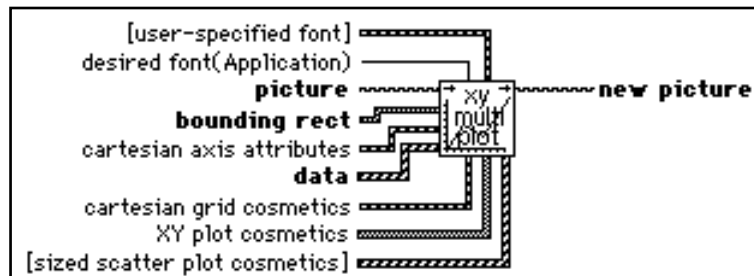 [user-specified font]
desired font(Application)
picture
new picture
bounding rect
cartesian axis attributes
data
cartesian grid cosmetics
XY plot cosmetics
[sized scatter plot cosmetics]
xy
multi
plot